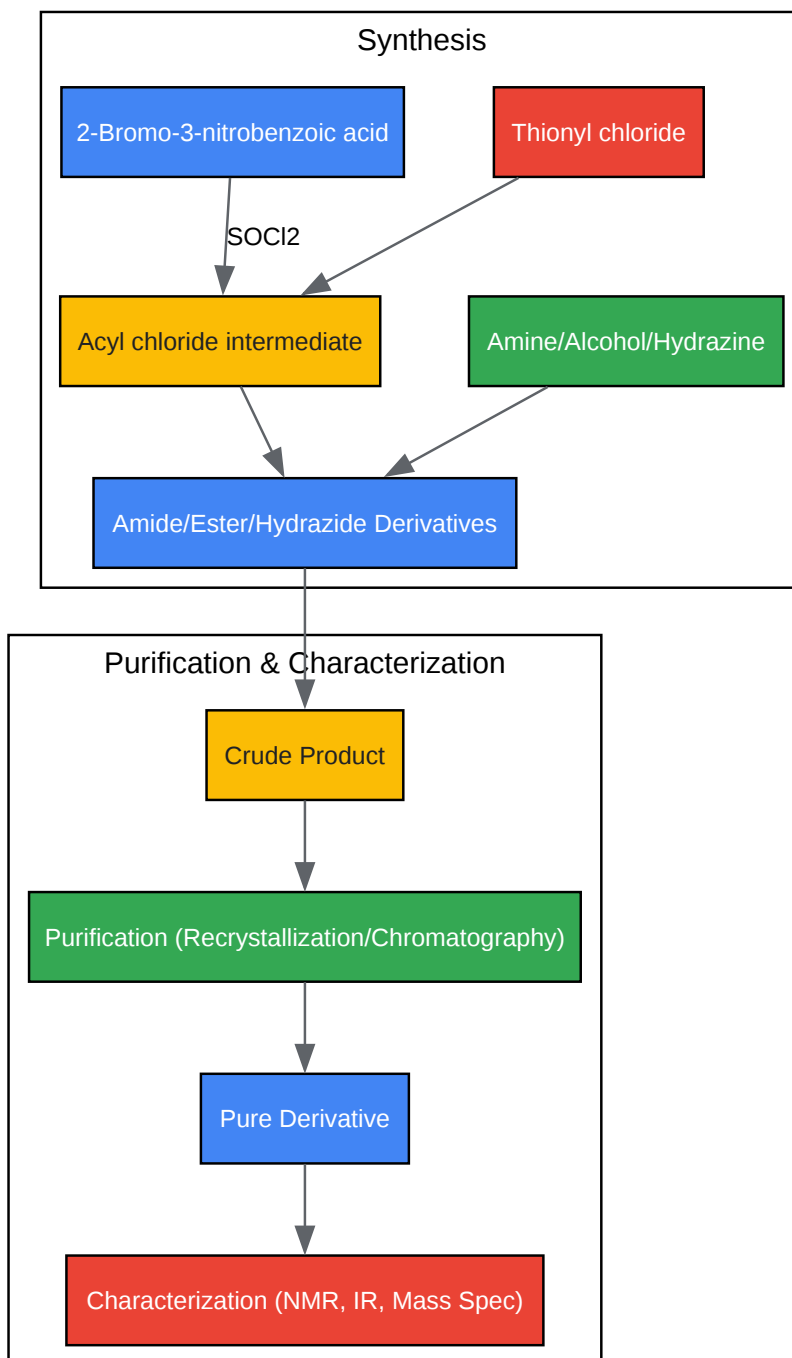 Synthesis
2-Bromo-3-nitrobenzoic acid
Thionyl chloride
SOCl2
Acyl chloride intermediate
Amine/Alcohol/Hydrazine
Amide/Ester/Hydrazide Derivatives
Purification & Characterization
Crude Product
Purification (Recrystallization/Chromatography)
Pure Derivative
Characterization (NMR, IR, Mass Spec)